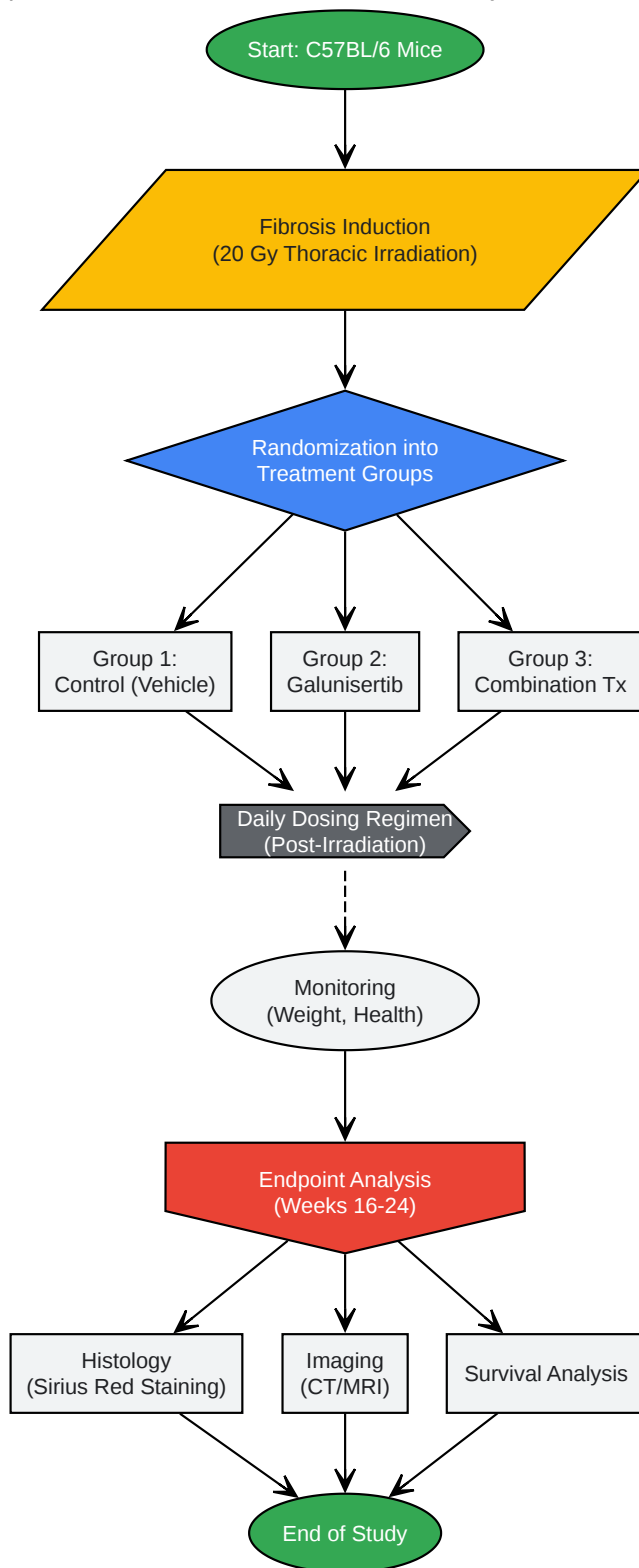 Start: C57BL/6 Mice
Fibrosis Induction
(20 Gy Thoracic Irradiation)
Randomization into
Treatment Groups
Group 1:
Control (Vehicle)
Group 2:
Galunisertib
Group 3:
Combination Tx
Daily Dosing Regimen
(Post-Irradiation)
Monitoring
(Weight, Health)
Endpoint Analysis
(Weeks 16-24)
Histology
(Sirius Red Staining)
Imaging
(CT/MRI)
Survival Analysis
End of Study